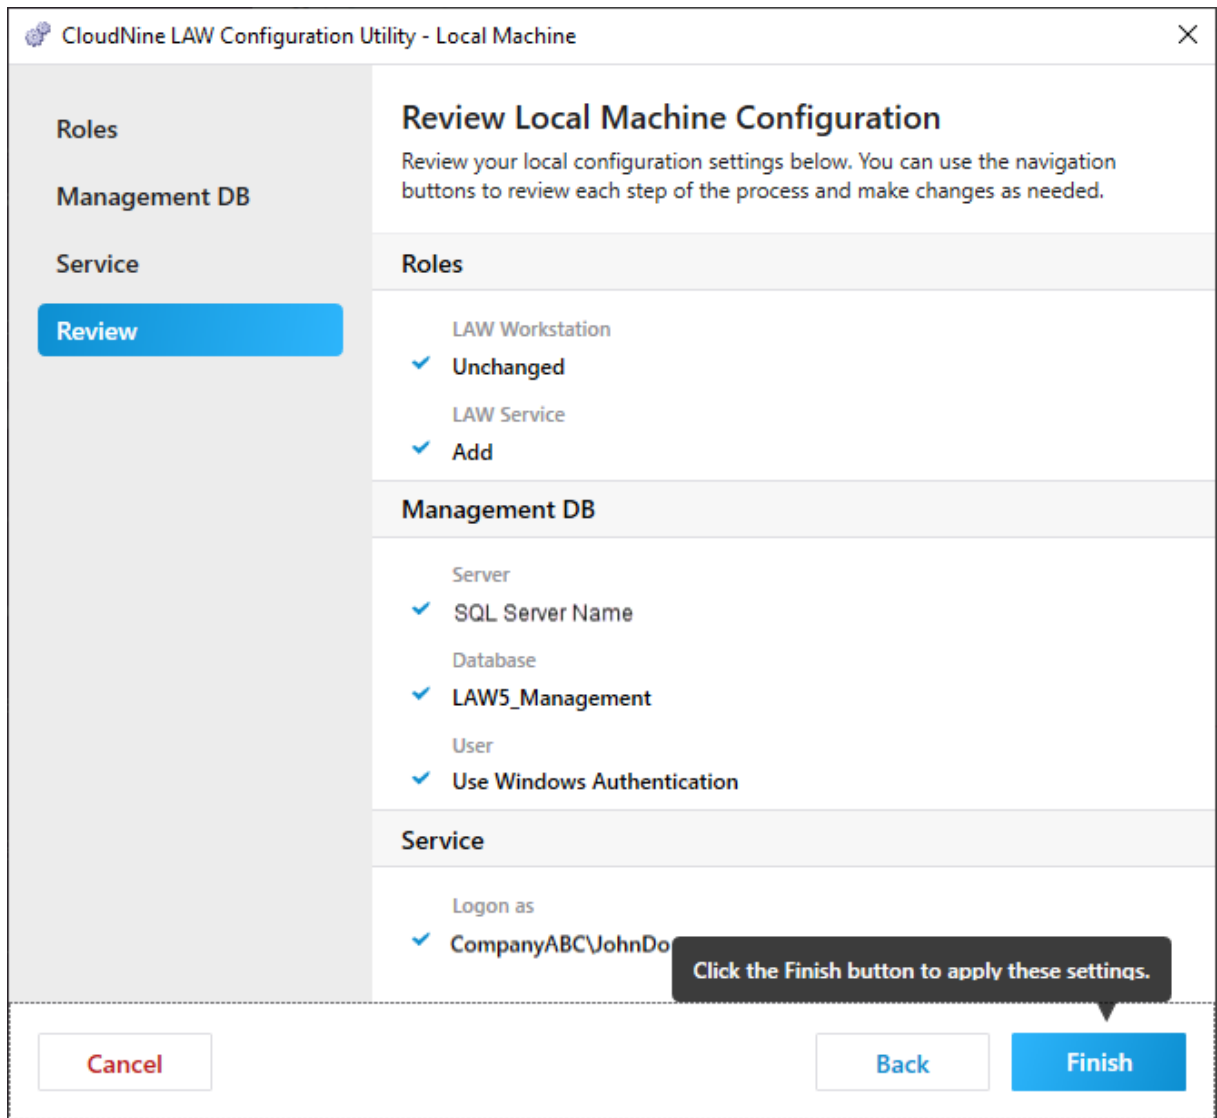 CloudNine LAW Configuration Utility - Local Machine
Roles
Management DB
Service
Review
Review Local Machine Configuration
Review your local configuration settings below. You can use the navigation
buttons to review each step of the process and make changes as needed.
Roles
LAW Workstation
Unchanged
LAW Service
Add
Management DB
Server
SQL Server Name
Database
LAW5_Management
User
Use Windows Authentication
Service
Logon as
CompanyABC\JohnDo
Click the Finish button to apply these settings.
Cancel
Back
Finish